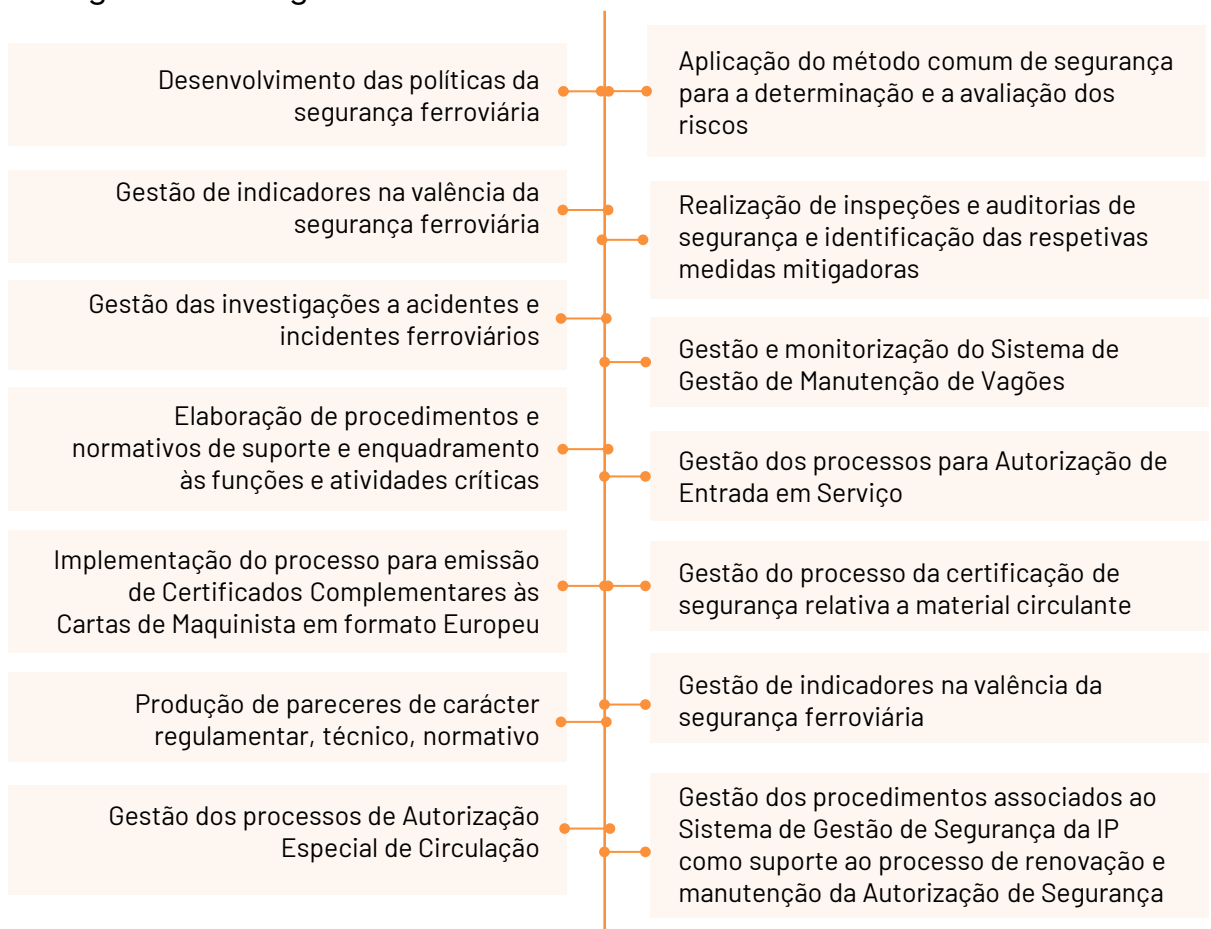 Desenvolvimento das políticas da
segurança ferroviária
Gestão de indicadores na valência da
segurança ferroviária
Gestão das investigações a acidentes e
incidentes ferroviários
Elaboração de procedimentos e
normativos de suporte e enquadramento
às funções e atividades críticas
Implementação do processo para emissão
de Certificados Complementares às
Cartas de Maquinista em formato Europeu
Produção de pareceres de carácter
regulamentar, técnico, normativo
Gestão dos processos de Autorização
Especial de Circulação
Aplicação do método comum de segurança
para a determinação e a avaliação dos
riscos
Realização de inspeções e auditorias de
segurança e identificação das respetivas
medidas mitigadoras
Gestão e monitorização do Sistema de
Gestão de Manutenção de Vagões
Gestão dos processos para Autorização de
Entrada em Serviço
Gestão do processo da certificação de
segurança relativa a material circulante
Gestão de indicadores na valência da
segurança ferroviária
Gestão dos procedimentos associados ao
Sistema de Gestão de Segurança da IP
como suporte ao processo de renovação e
manutenção da Autorização de Segurança